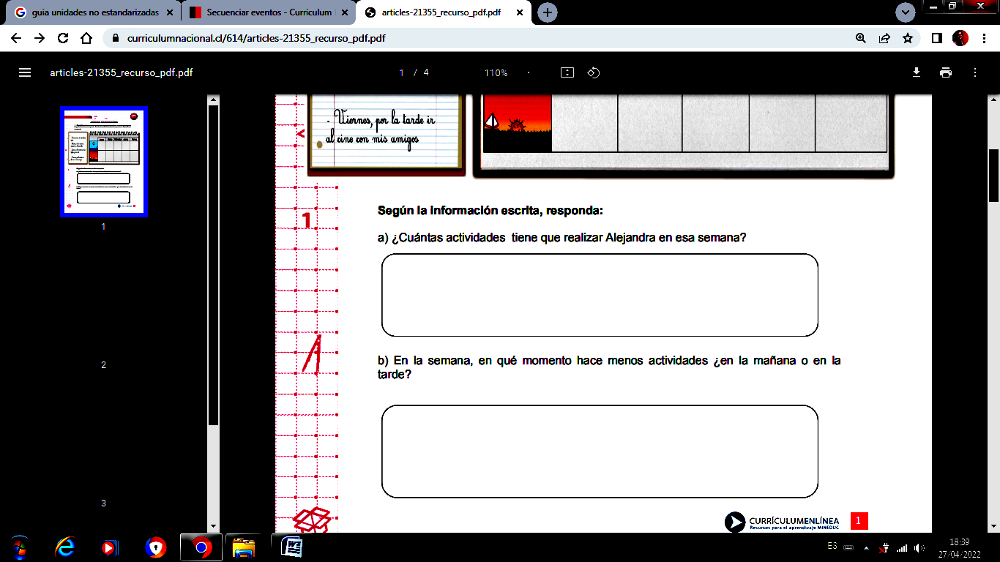 guia unidades no estandarizadas
Secuenciar eventos - Curriculum
articles-21355_recurso_pdf.pdf
curriculumnacional.cl/614/articles-21355_recurso_pdf.pdf
articles-21355_recurso_pdf.pdf
1 / 4
110%
- Viernes, por la tarde ir
al cine con mis amigos
1
Según la información escrita, responda:
a) ¿Cuántas actividades tiene que realizar Alejandra en esa semana?
b) En la semana, en qué momento hace menos actividades ¿en la mañana o en la
tarde?
1
2
3
CURRÍCULUMENLÍNEA
Recursos para el aprendizaje MINEDUC
1
ES
18:39
27/04/2022